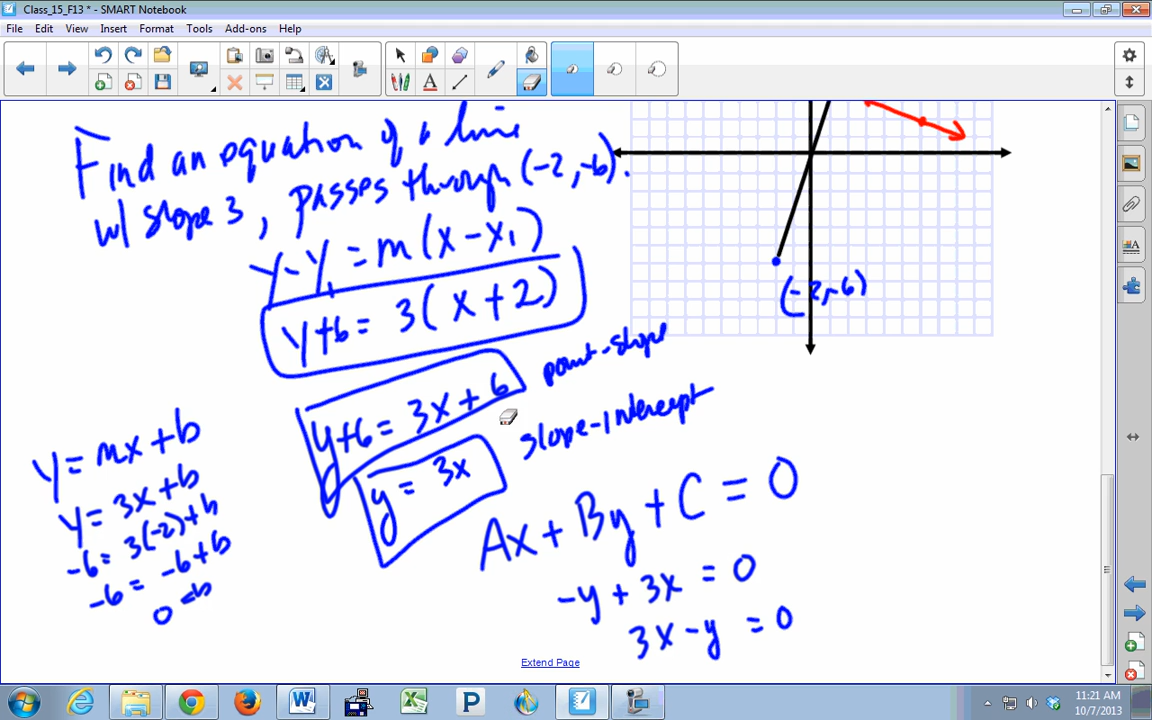 Class_15_F13 * - SMART Notebook
File Edit View Insert Format Tools Add-ons Help
Find an equation of a line
w/ slope 3, passes through (-2,-6).
y-y₁ = m(x-x₁)
y+6 = 3(x+2)
point-slope
y+6 = 3x+6
slope-intercept
y = 3x
y = mx+b
y = 3x+b
-6 = 3(-2)+b
-6 = -6+b
0 = b
Ax + By + C = 0
-y + 3x = 0
3x - y = 0
(-2,-6)
Extend Page
11:21 AM
10/7/2013